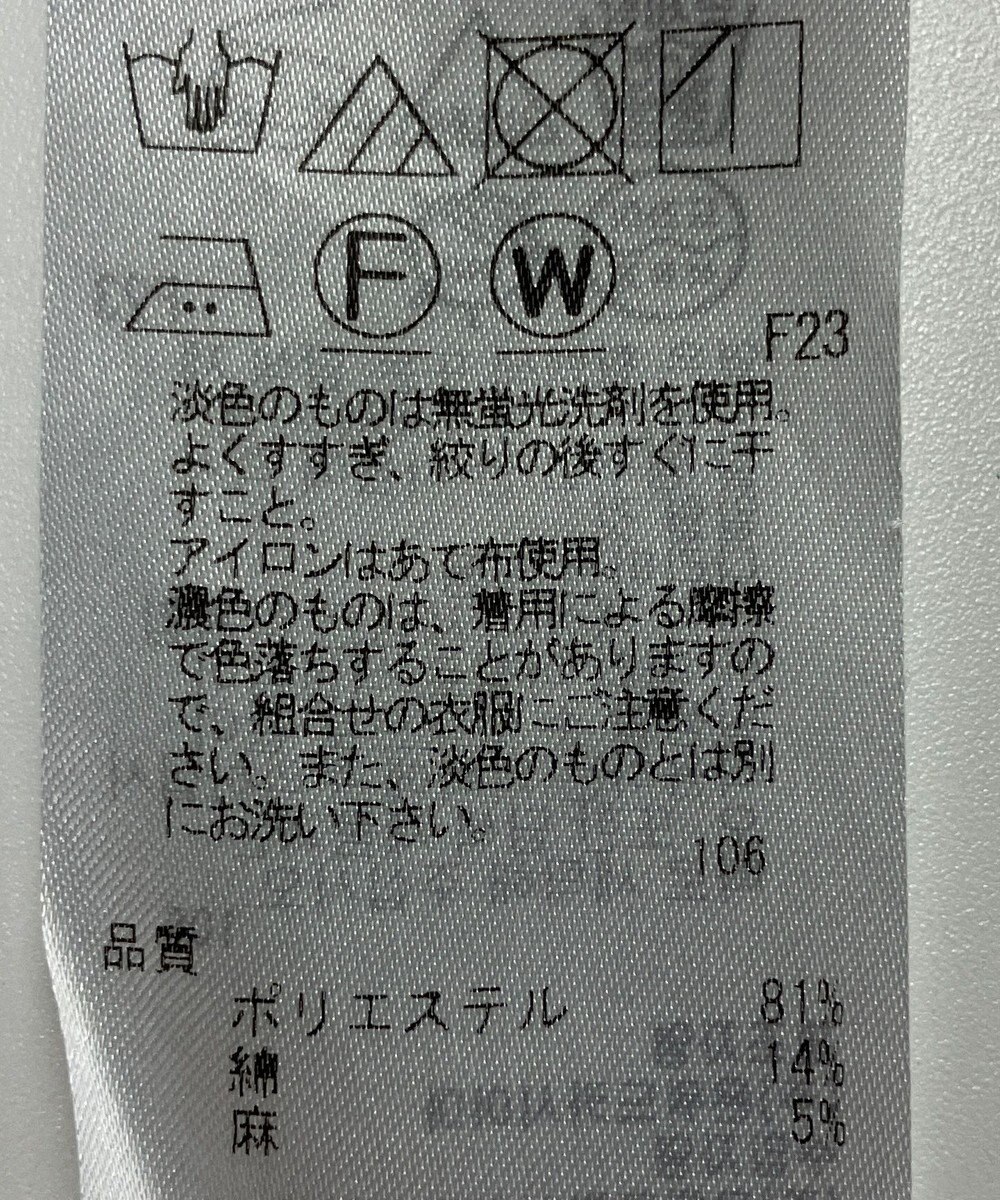 F W
F23
淡色のものは無蛍光洗剤を使用。
よくすすぎ、絞りの後すぐに干
すこと。
アイロンはあて布使用。
濃色のものは、着用による摩擦
で色落ちすることがありますの
で、組合せの衣服にご注意くだ
さい。また、淡色のものとは別
にお洗い下さい。
106
品質
ポリエステル 81%
綿 14%
麻 5%